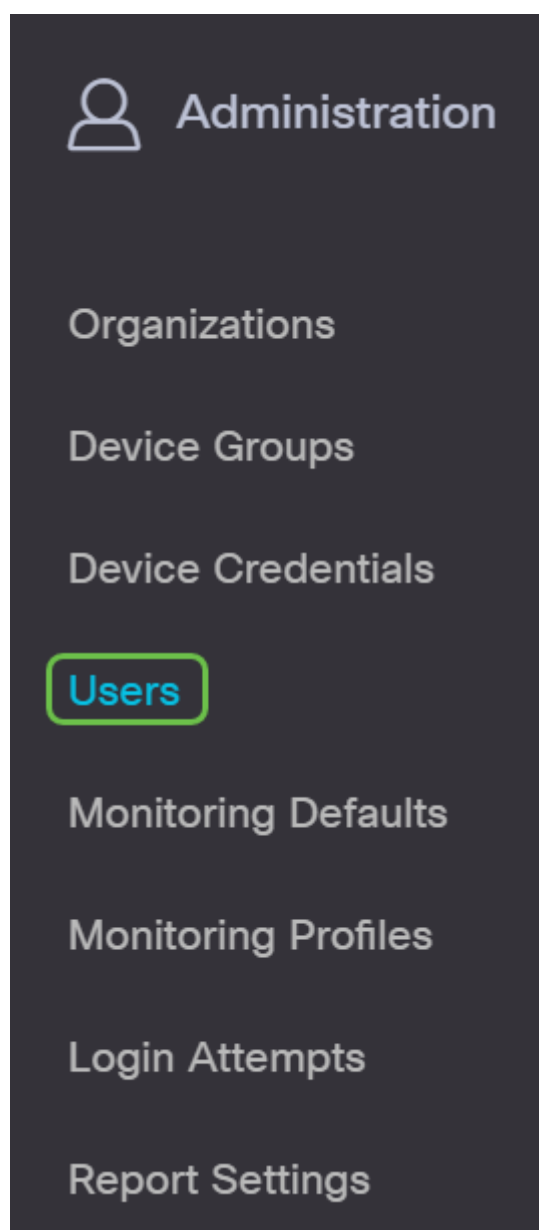 Administration
Organizations
Device Groups
Device Credentials
Users
Monitoring Defaults
Monitoring Profiles
Login Attempts
Report Settings